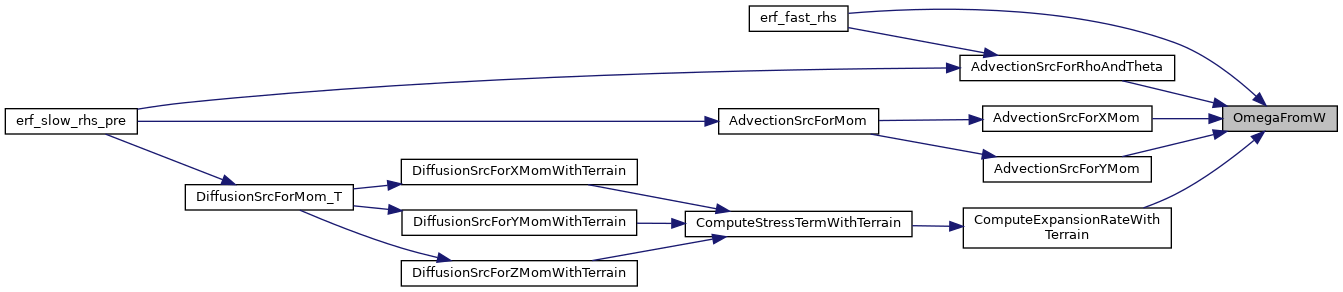 erf_fast_rhs
AdvectionSrcForRhoAndTheta
erf_slow_rhs_pre
AdvectionSrcForMom
AdvectionSrcForXMom
OmegaFromW
AdvectionSrcForYMom
DiffusionSrcForXMomWithTerrain
DiffusionSrcForMom_T
DiffusionSrcForYMomWithTerrain
ComputeStressTermWithTerrain
ComputeExpansionRateWith
Terrain
DiffusionSrcForZMomWithTerrain